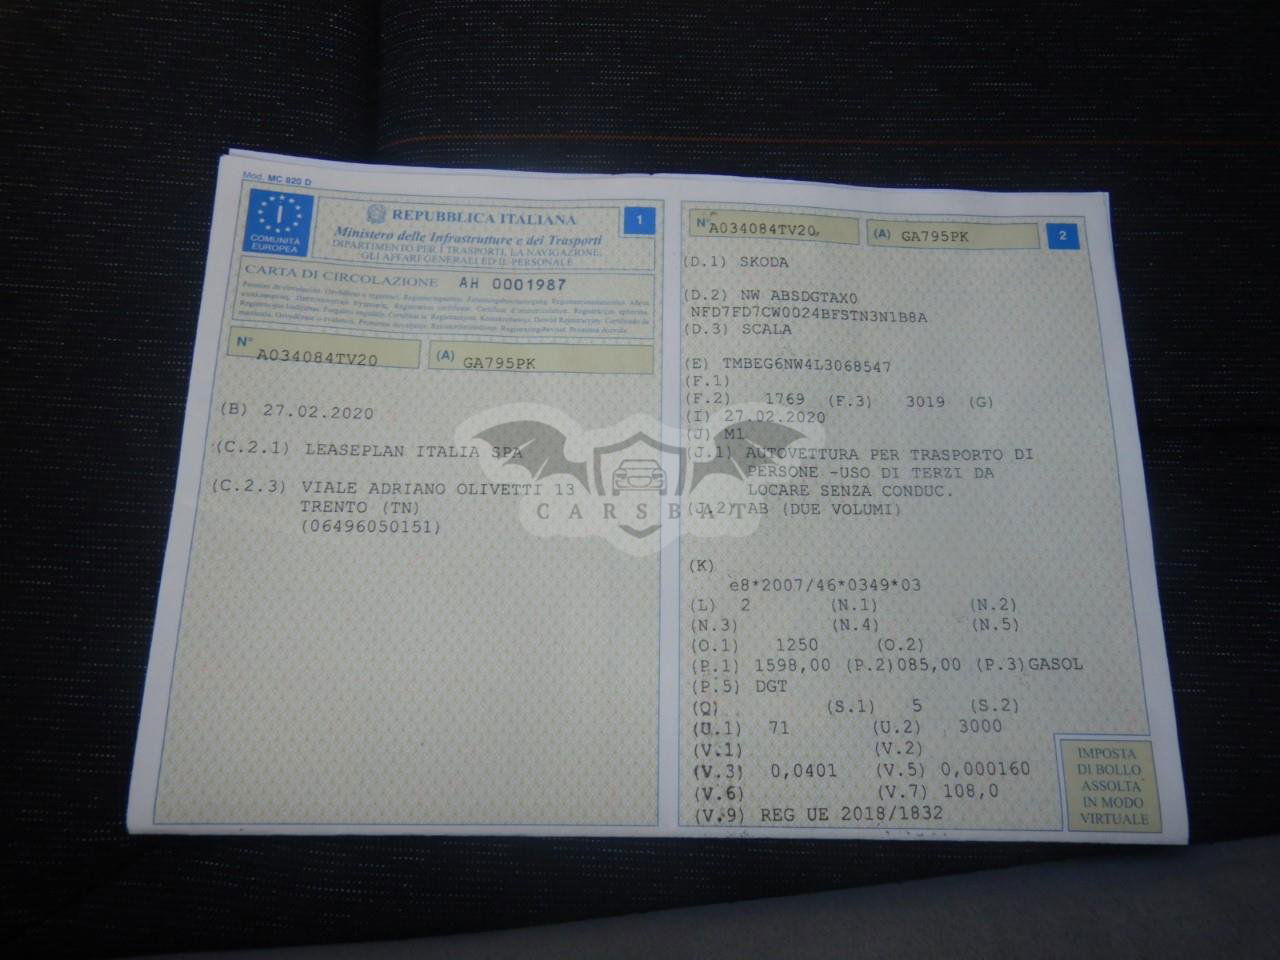 Mod. MC 820 D
I
COMUNITÀ
EUROPEA
REPUBBLICA ITALIANA
1
Ministero delle Infrastrutture e dei Trasporti
DIPARTIMENTO PER I TRASPORTI, LA NAVIGAZIONE,
GLI AFFARI GENERALI ED IL PERSONALE
CARTA DI CIRCOLAZIONE AH 0001987
N° A034084TV20 (A) GA795PK
(B) 27.02.2020
(C.2.1) LEASEPLAN ITALIA SPA
(C.2.3) VIALE ADRIANO OLIVETTI 13
TRENTO (TN)
(06496050151)
N° A034084TV20 (A) GA795PK 2
(D.1) SKODA
(D.2) NW ABSDGTAX0
NFD7FD7CW0024BFSTN3N1B8A
(D.3) SCALA
(E) TMBEG6NW4L3068547
(F.1)
(F.2) 1769 (F.3) 3019 (G)
(I) 27.02.2020
(J) M1
(J.1) AUTOVETTURA PER TRASPORTO DI
PERSONE -USO DI TERZI DA
LOCARE SENZA CONDUC.
(J.2) AB (DUE VOLUMI)
(K)
e8*2007/46*0349*03
(L) 2 (N.1) (N.2)
(N.3) (N.4) (N.5)
(O.1) 1250 (O.2)
(P.1) 1598,00 (P.2)085,00 (P.3)GASOL
(P.5) DGT
(Q) (S.1) 5 (S.2)
(U.1) 71 (U.2) 3000
(V.1) (V.2)
(V.3) 0,0401 (V.5) 0,000160
(V.6) (V.7) 108,0
(V.9) REG UE 2018/1832
IMPOSTA
DI BOLLO
ASSOLTA
IN MODO
VIRTUALE
CARSBAT